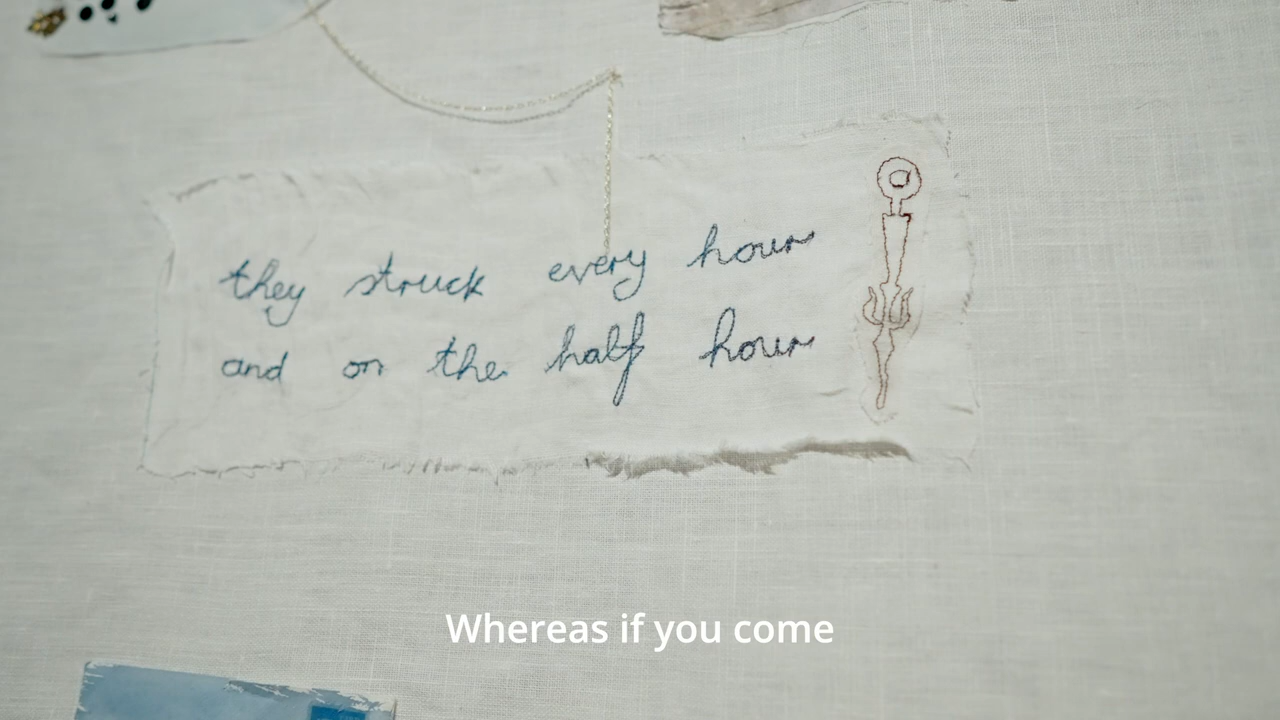 they struck every hour
and on the half hour
Whereas if you come